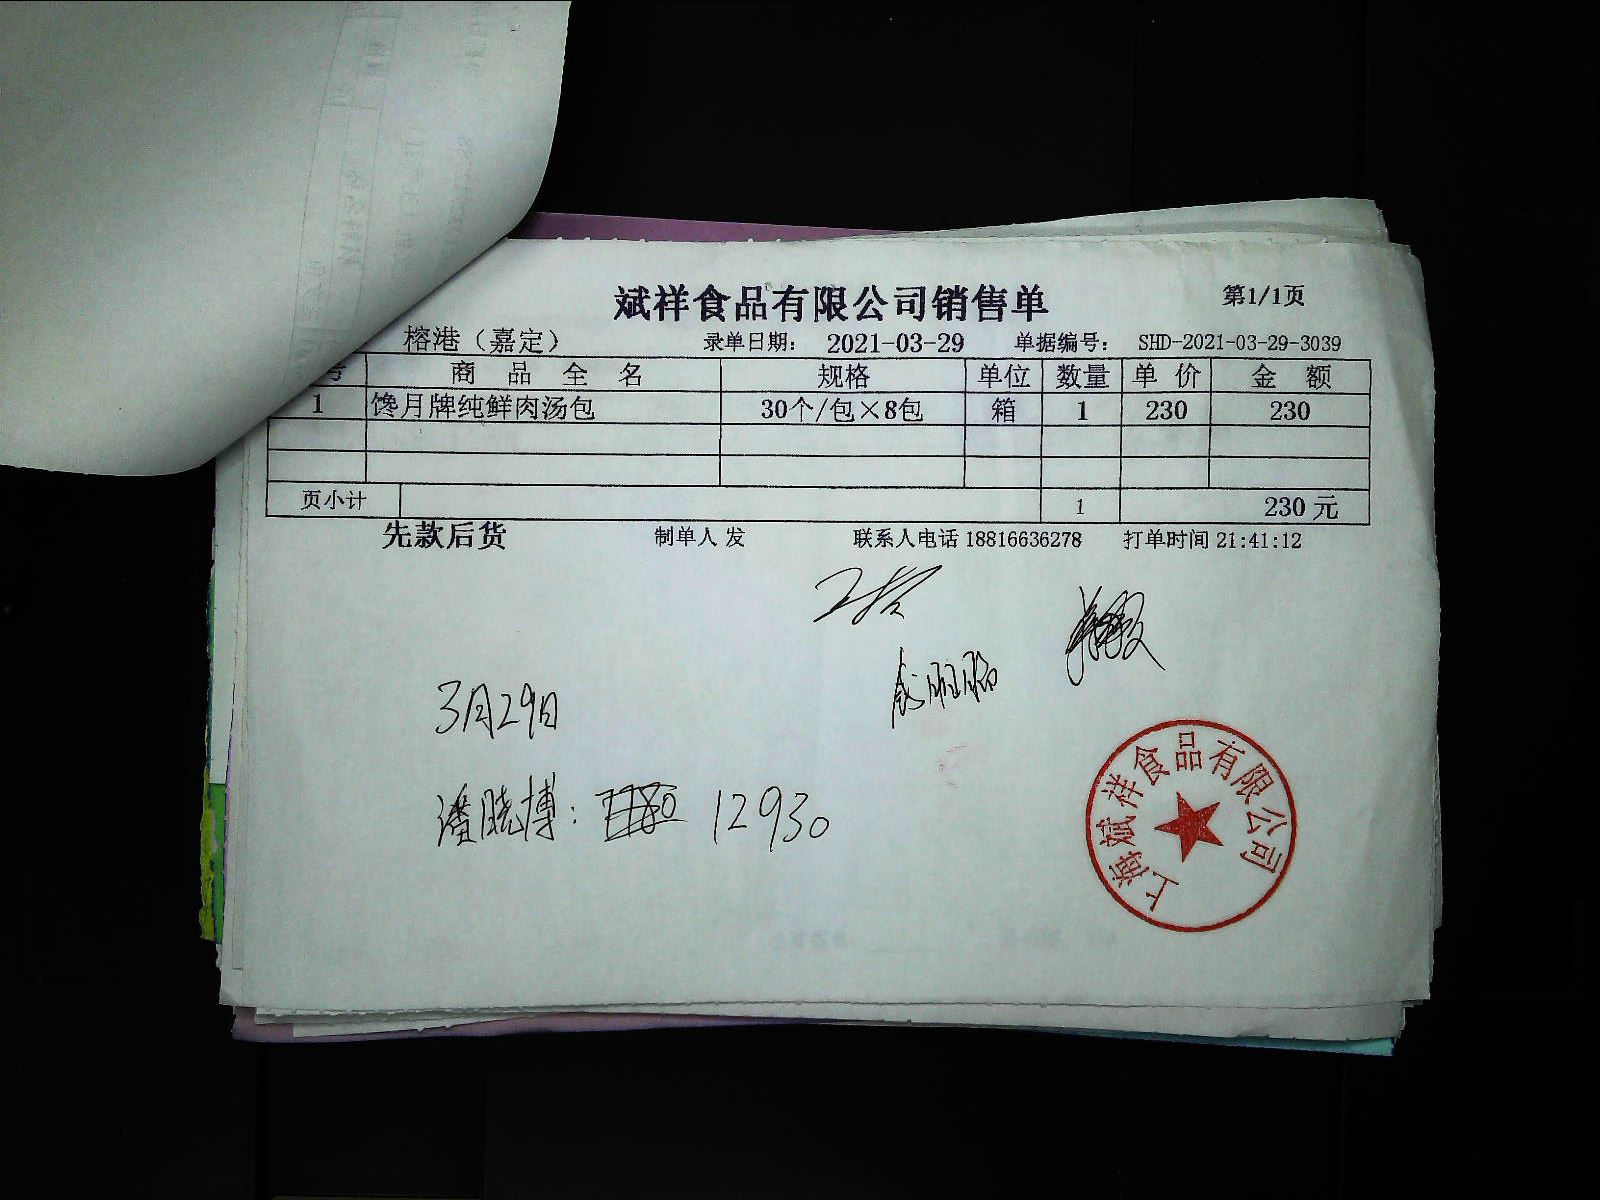 斌祥食品有限公司销售单
第1/1页
榕港（嘉定） 录单日期： 2021-03-29 单据编号： SHD-2021-03-29-3039
号 商品全名 规格 单位 数量 单价 金额
1 馋月牌纯鲜肉汤包 30个/包×8包 箱 1 230 230
页小计 1 230元
先款后货 制单人 发 联系人电话 18816636278 打单时间 21:41:12
3月29日
潘晓博： 12930
上海斌祥食品有限公司